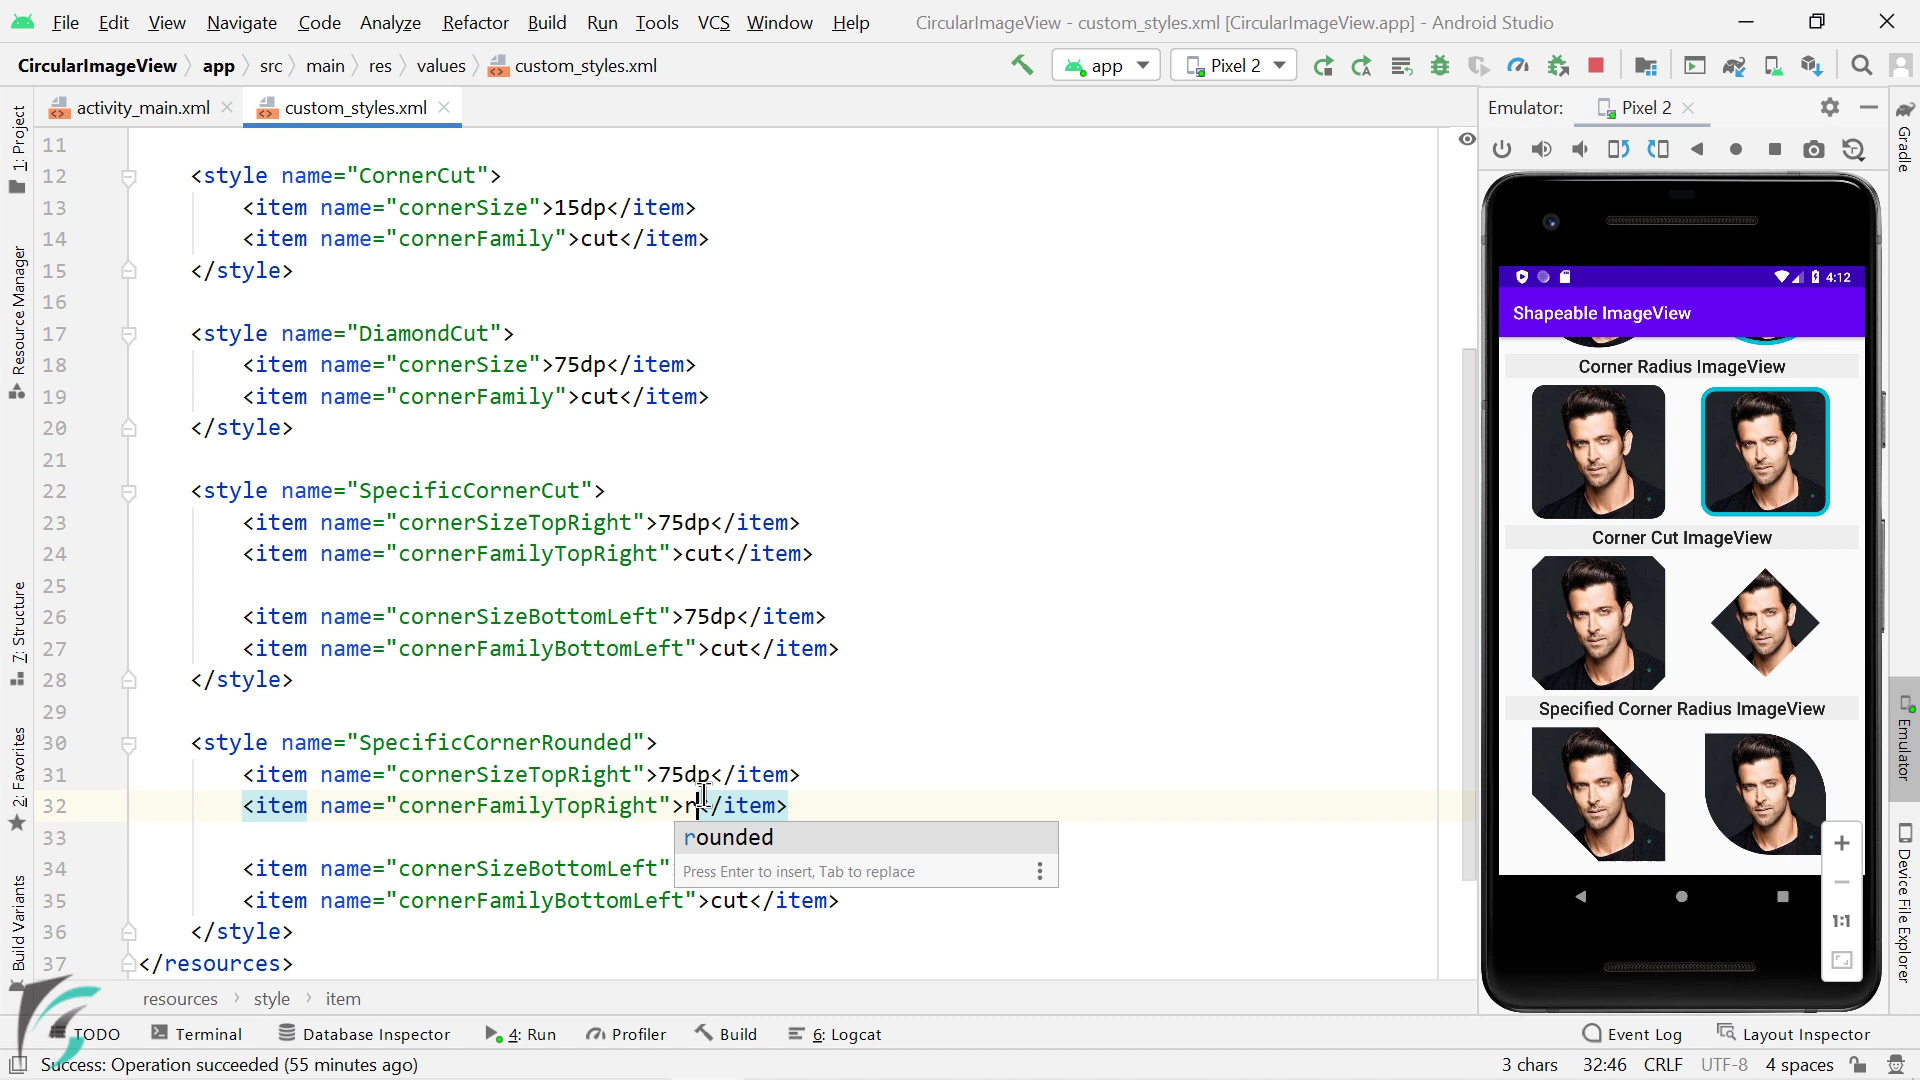 File Edit View Navigate Code Analyze Refactor Build Run Tools VCS Window Help CircularImageView - custom_styles.xml [CircularImageView.app] - Android Studio
CircularImageView app src main res values custom_styles.xml app Pixel 2
activity_main.xml custom_styles.xml Emulator: Pixel 2
1: Project
Resource Manager
7: Structure
2: Favorites
Build Variants
11
12 <style name="CornerCut">
13 <item name="cornerSize">15dp</item>
14 <item name="cornerFamily">cut</item>
15 </style>
16
17 <style name="DiamondCut">
18 <item name="cornerSize">75dp</item>
19 <item name="cornerFamily">cut</item>
20 </style>
21
22 <style name="SpecificCornerCut">
23 <item name="cornerSizeTopRight">75dp</item>
24 <item name="cornerFamilyTopRight">cut</item>
25
26 <item name="cornerSizeBottomLeft">75dp</item>
27 <item name="cornerFamilyBottomLeft">cut</item>
28 </style>
29
30 <style name="SpecificCornerRounded">
31 <item name="cornerSizeTopRight">75dp</item>
32 <item name="cornerFamilyTopRight">r</item>
33
rounded
34 <item name="cornerSizeBottomLeft"
Press Enter to insert, Tab to replace
35 <item name="cornerFamilyBottomLeft">cut</item>
36 </style>
37 </resources>
4:12
Shapeable ImageView
Corner Radius ImageView
Corner Cut ImageView
Specified Corner Radius ImageView
1:1
Gradle
Emulator
Device File Explorer
resources style item
TODO Terminal Database Inspector 4: Run Profiler Build 6: Logcat Event Log Layout Inspector
Success: Operation succeeded (55 minutes ago) 3 chars 32:46 CRLF UTF-8 4 spaces